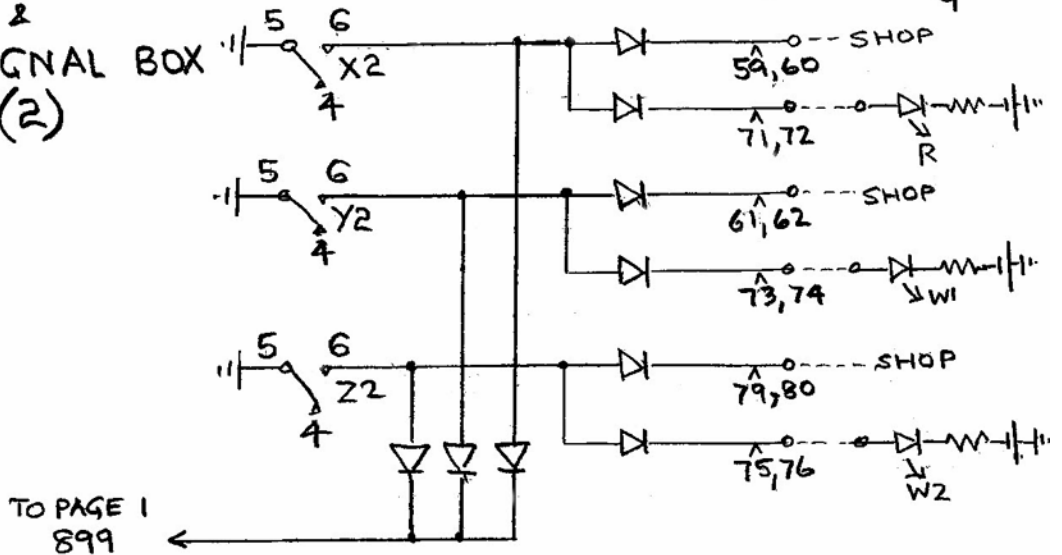 &
GNAL BOX
(2)
5 6
X2
4
SHOP
59,60
71,72
R
5 6
Y2
4
SHOP
61,62
73,74
W1
5 6
Z2
4
SHOP
79,80
75,76
W2
TO PAGE 1
899